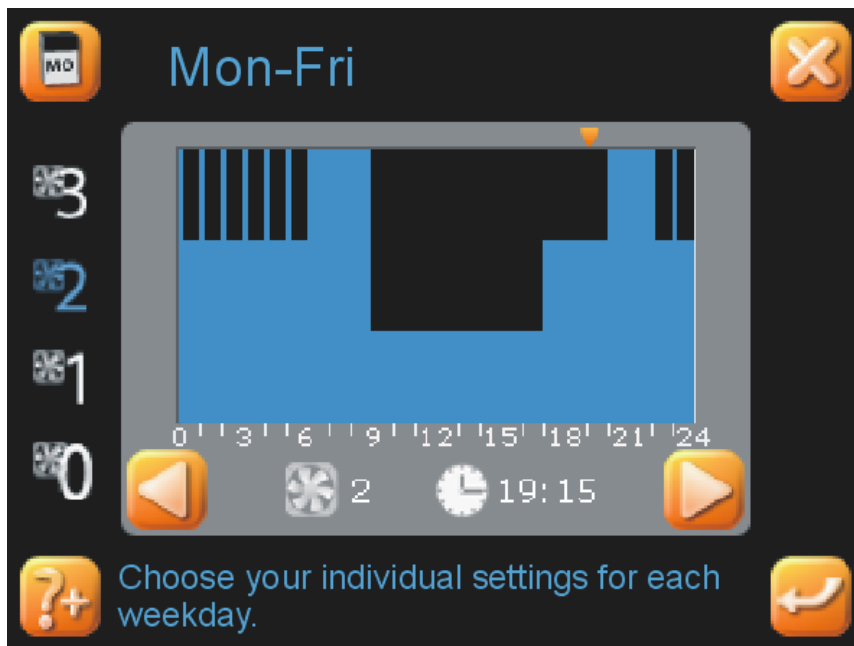 MO
Mon-Fri
3
2
1
0
0 3 6 9 12 15 18 21 24
2 19:15
?+
Choose your individual settings for each
weekday.